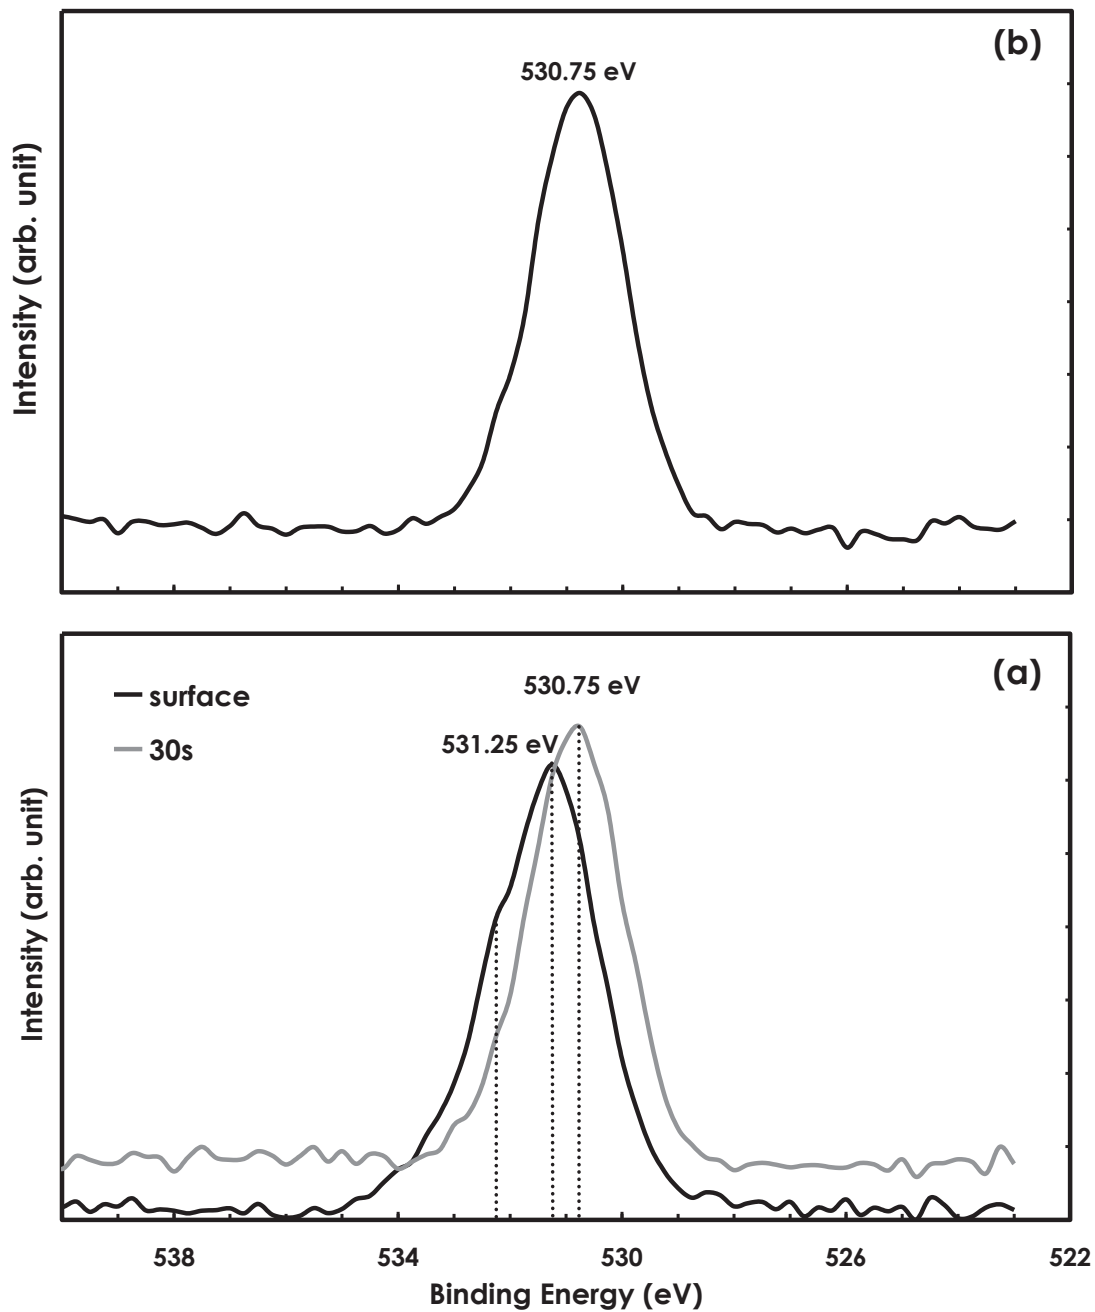 (b)
530.75 eV
Intensity (arb. unit)
(a)
surface
30s
530.75 eV
531.25 eV
Intensity (arb. unit)
538 534 530 526 522
Binding Energy (eV)